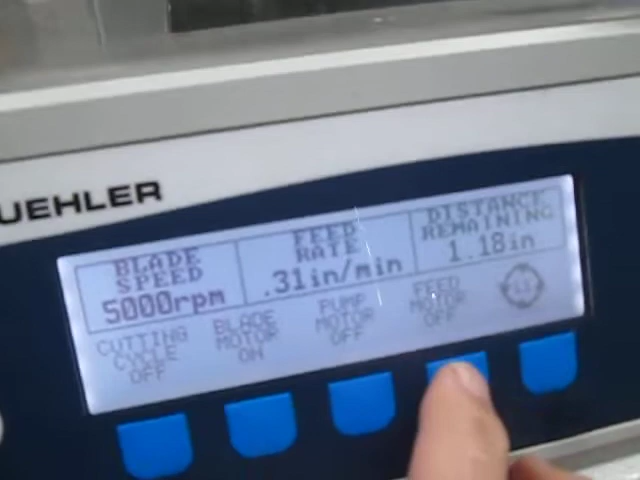 UEHLER
BLADE
SPEED
5000rpm
FEED
RATE
.31in/min
DISTANCE
REMAINING
1.18in
CUTTING
CYCLE
OFF
BLADE
MOTOR
ON
PUMP
MOTOR
OFF
FEED
MOTOR
OFF